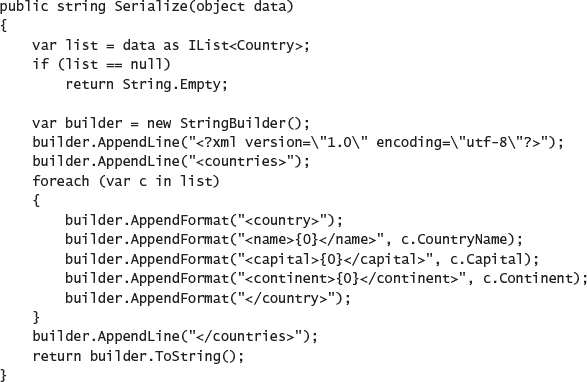 public string Serialize(object data)
{
    var list = data as IList<Country>;
    if (list == null)
        return String.Empty;

    var builder = new StringBuilder();
    builder.AppendLine("<?xml version=\"1.0\" encoding=\"utf-8\"?>");
    builder.AppendLine("<countries>");
    foreach (var c in list)
    {
        builder.AppendFormat("<country>");
        builder.AppendFormat("<name>{0}</name>", c.CountryName);
        builder.AppendFormat("<capital>{0}</capital>", c.Capital);
        builder.AppendFormat("<continent>{0}</continent>", c.Continent);
        builder.AppendFormat("</country>");
    }
    builder.AppendLine("</countries>");
    return builder.ToString();
}